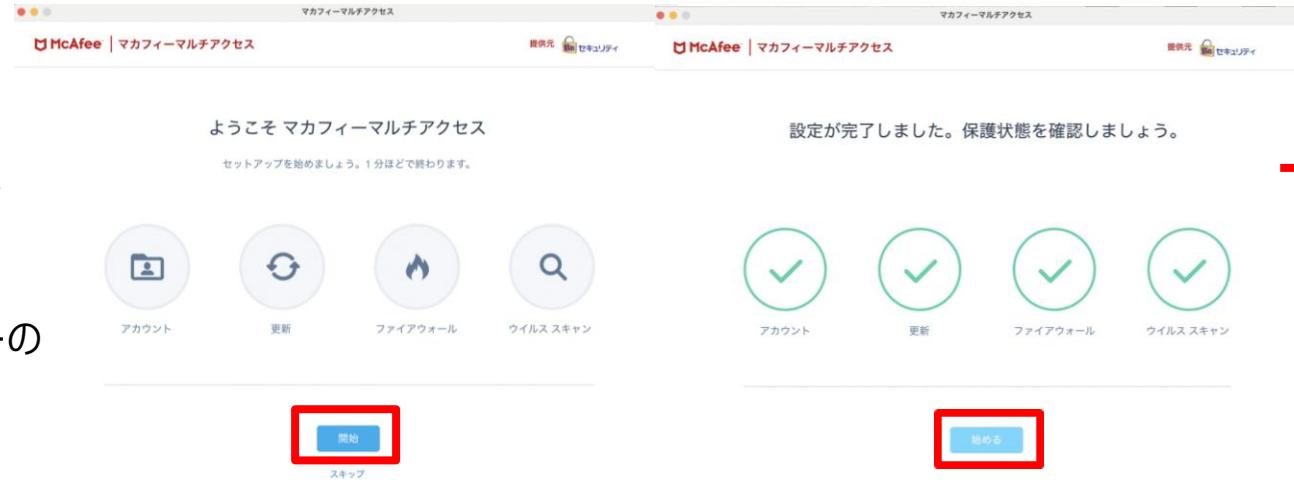 マカフィーマルチアクセス
McAfee | マカフィーマルチアクセス
提供元 セキュリティ
ようこそ マカフィーマルチアクセス
セットアップを始めましょう。1 分ほどで終わります。
アカウント
更新
ファイアウォール
ウイルス スキャン
開始
スキップ
の
マカフィーマルチアクセス
McAfee | マカフィーマルチアクセス
提供元 セキュリティ
設定が完了しました。保護状態を確認しましょう。
アカウント
更新
ファイアウォール
ウイルス スキャン
始める